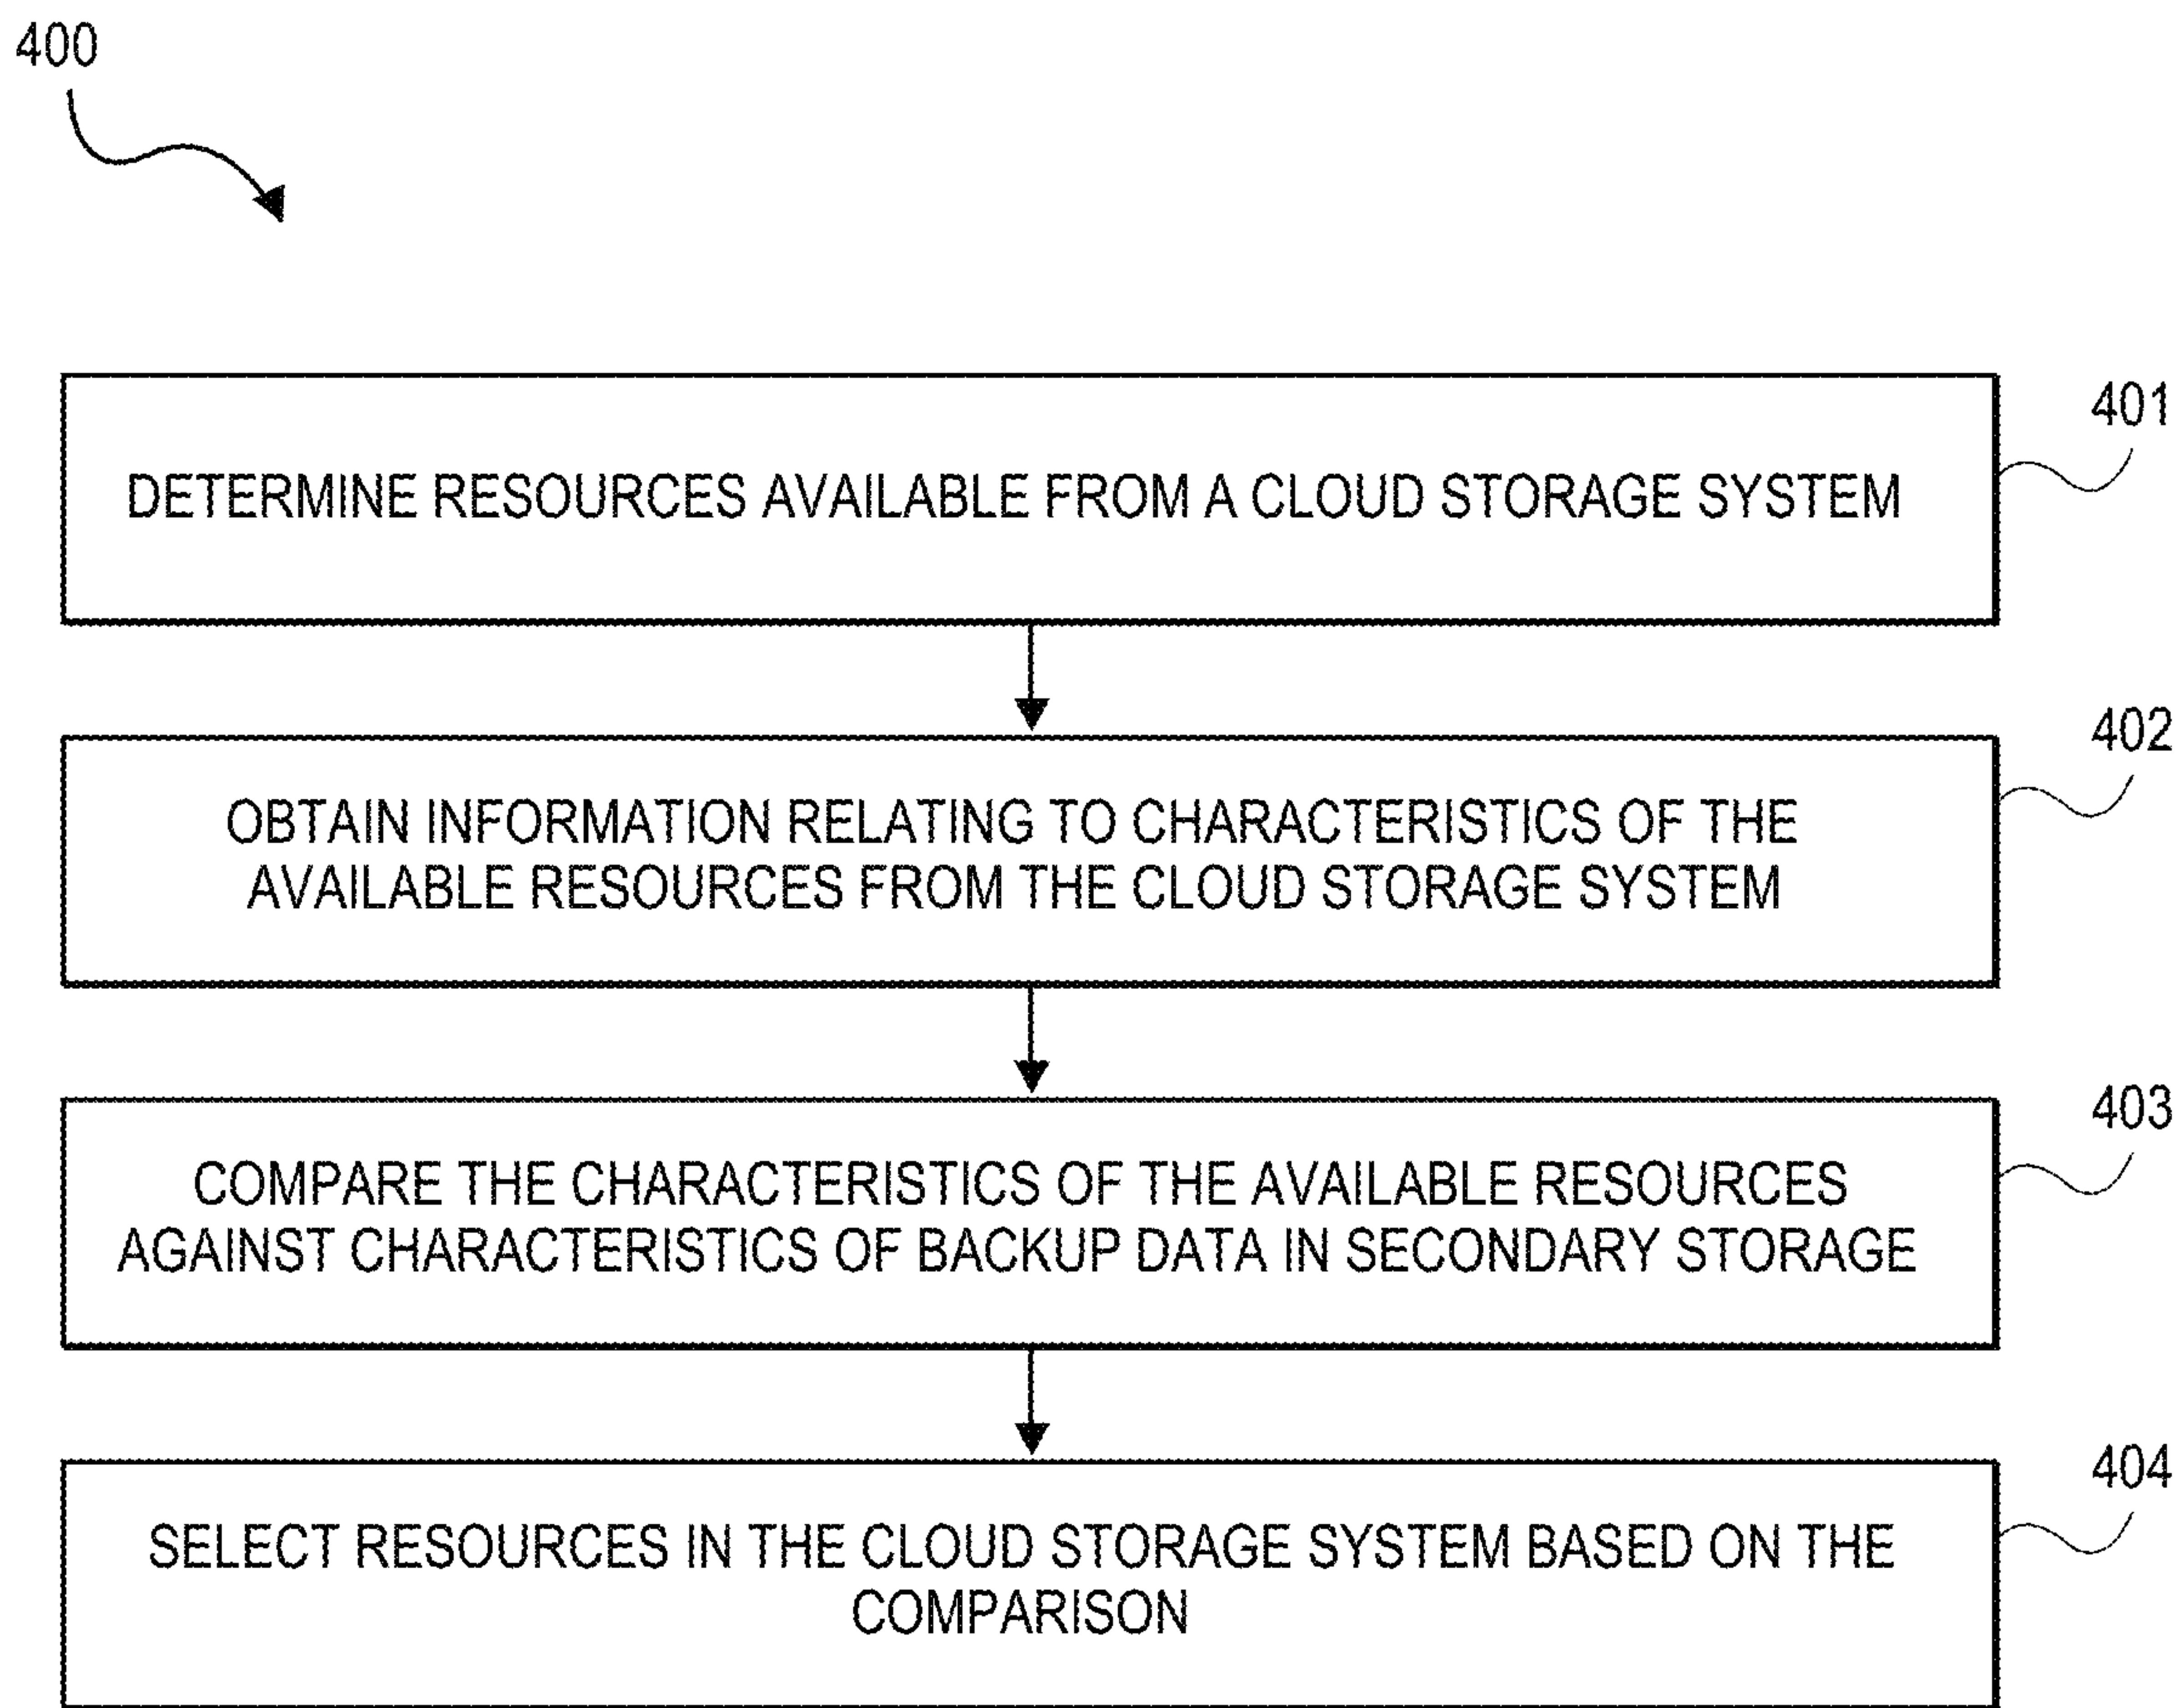 400
401
DETERMINE RESOURCES AVAILABLE FROM A CLOUD STORAGE SYSTEM
402
OBTAIN INFORMATION RELATING TO CHARACTERISTICS OF THE
AVAILABLE RESOURCES FROM THE CLOUD STORAGE SYSTEM
403
COMPARE THE CHARACTERISTICS OF THE AVAILABLE RESOURCES
AGAINST CHARACTERISTICS OF BACKUP DATA IN SECONDARY STORAGE
404
SELECT RESOURCES IN THE CLOUD STORAGE SYSTEM BASED ON THE
COMPARISON